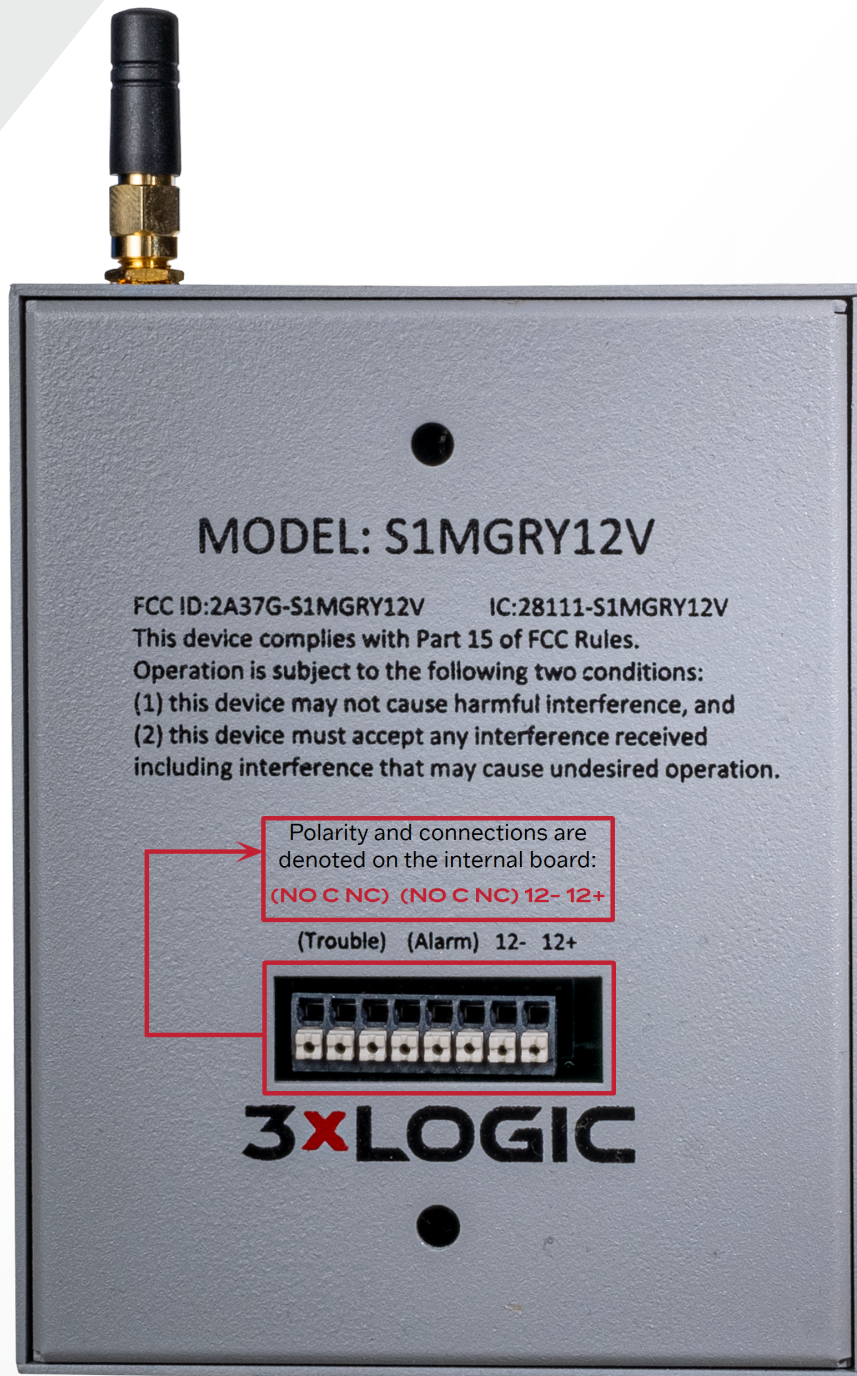 MODEL: S1MGRY12V
FCC ID:2A37G-S1MGRY12V IC:28111-S1MGRY12V
This device complies with Part 15 of FCC Rules.
Operation is subject to the following two conditions:
(1) this device may not cause harmful interference, and
(2) this device must accept any interference received
including interference that may cause undesired operation.
Polarity and connections are
denoted on the internal board:
(NO C NC) (NO C NC) 12- 12+
(Trouble) (Alarm) 12- 12+
3xLOGIC